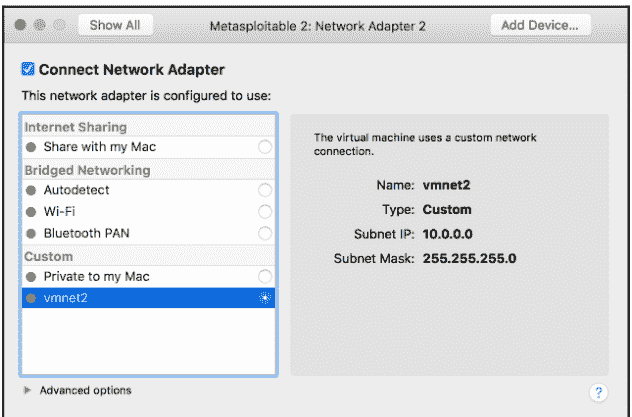 Show All
Metasploitable 2: Network Adapter 2
Add Device...
Connect Network Adapter
This network adapter is configured to use:
Internet Sharing
Share with my Mac
Bridged Networking
Autodetect
Wi-Fi
Bluetooth PAN
Custom
Private to my Mac
vmnet2
The virtual machine uses a custom network
connection.
Name: vmnet2
Type: Custom
Subnet IP: 10.0.0.0
Subnet Mask: 255.255.255.0
Advanced options
?